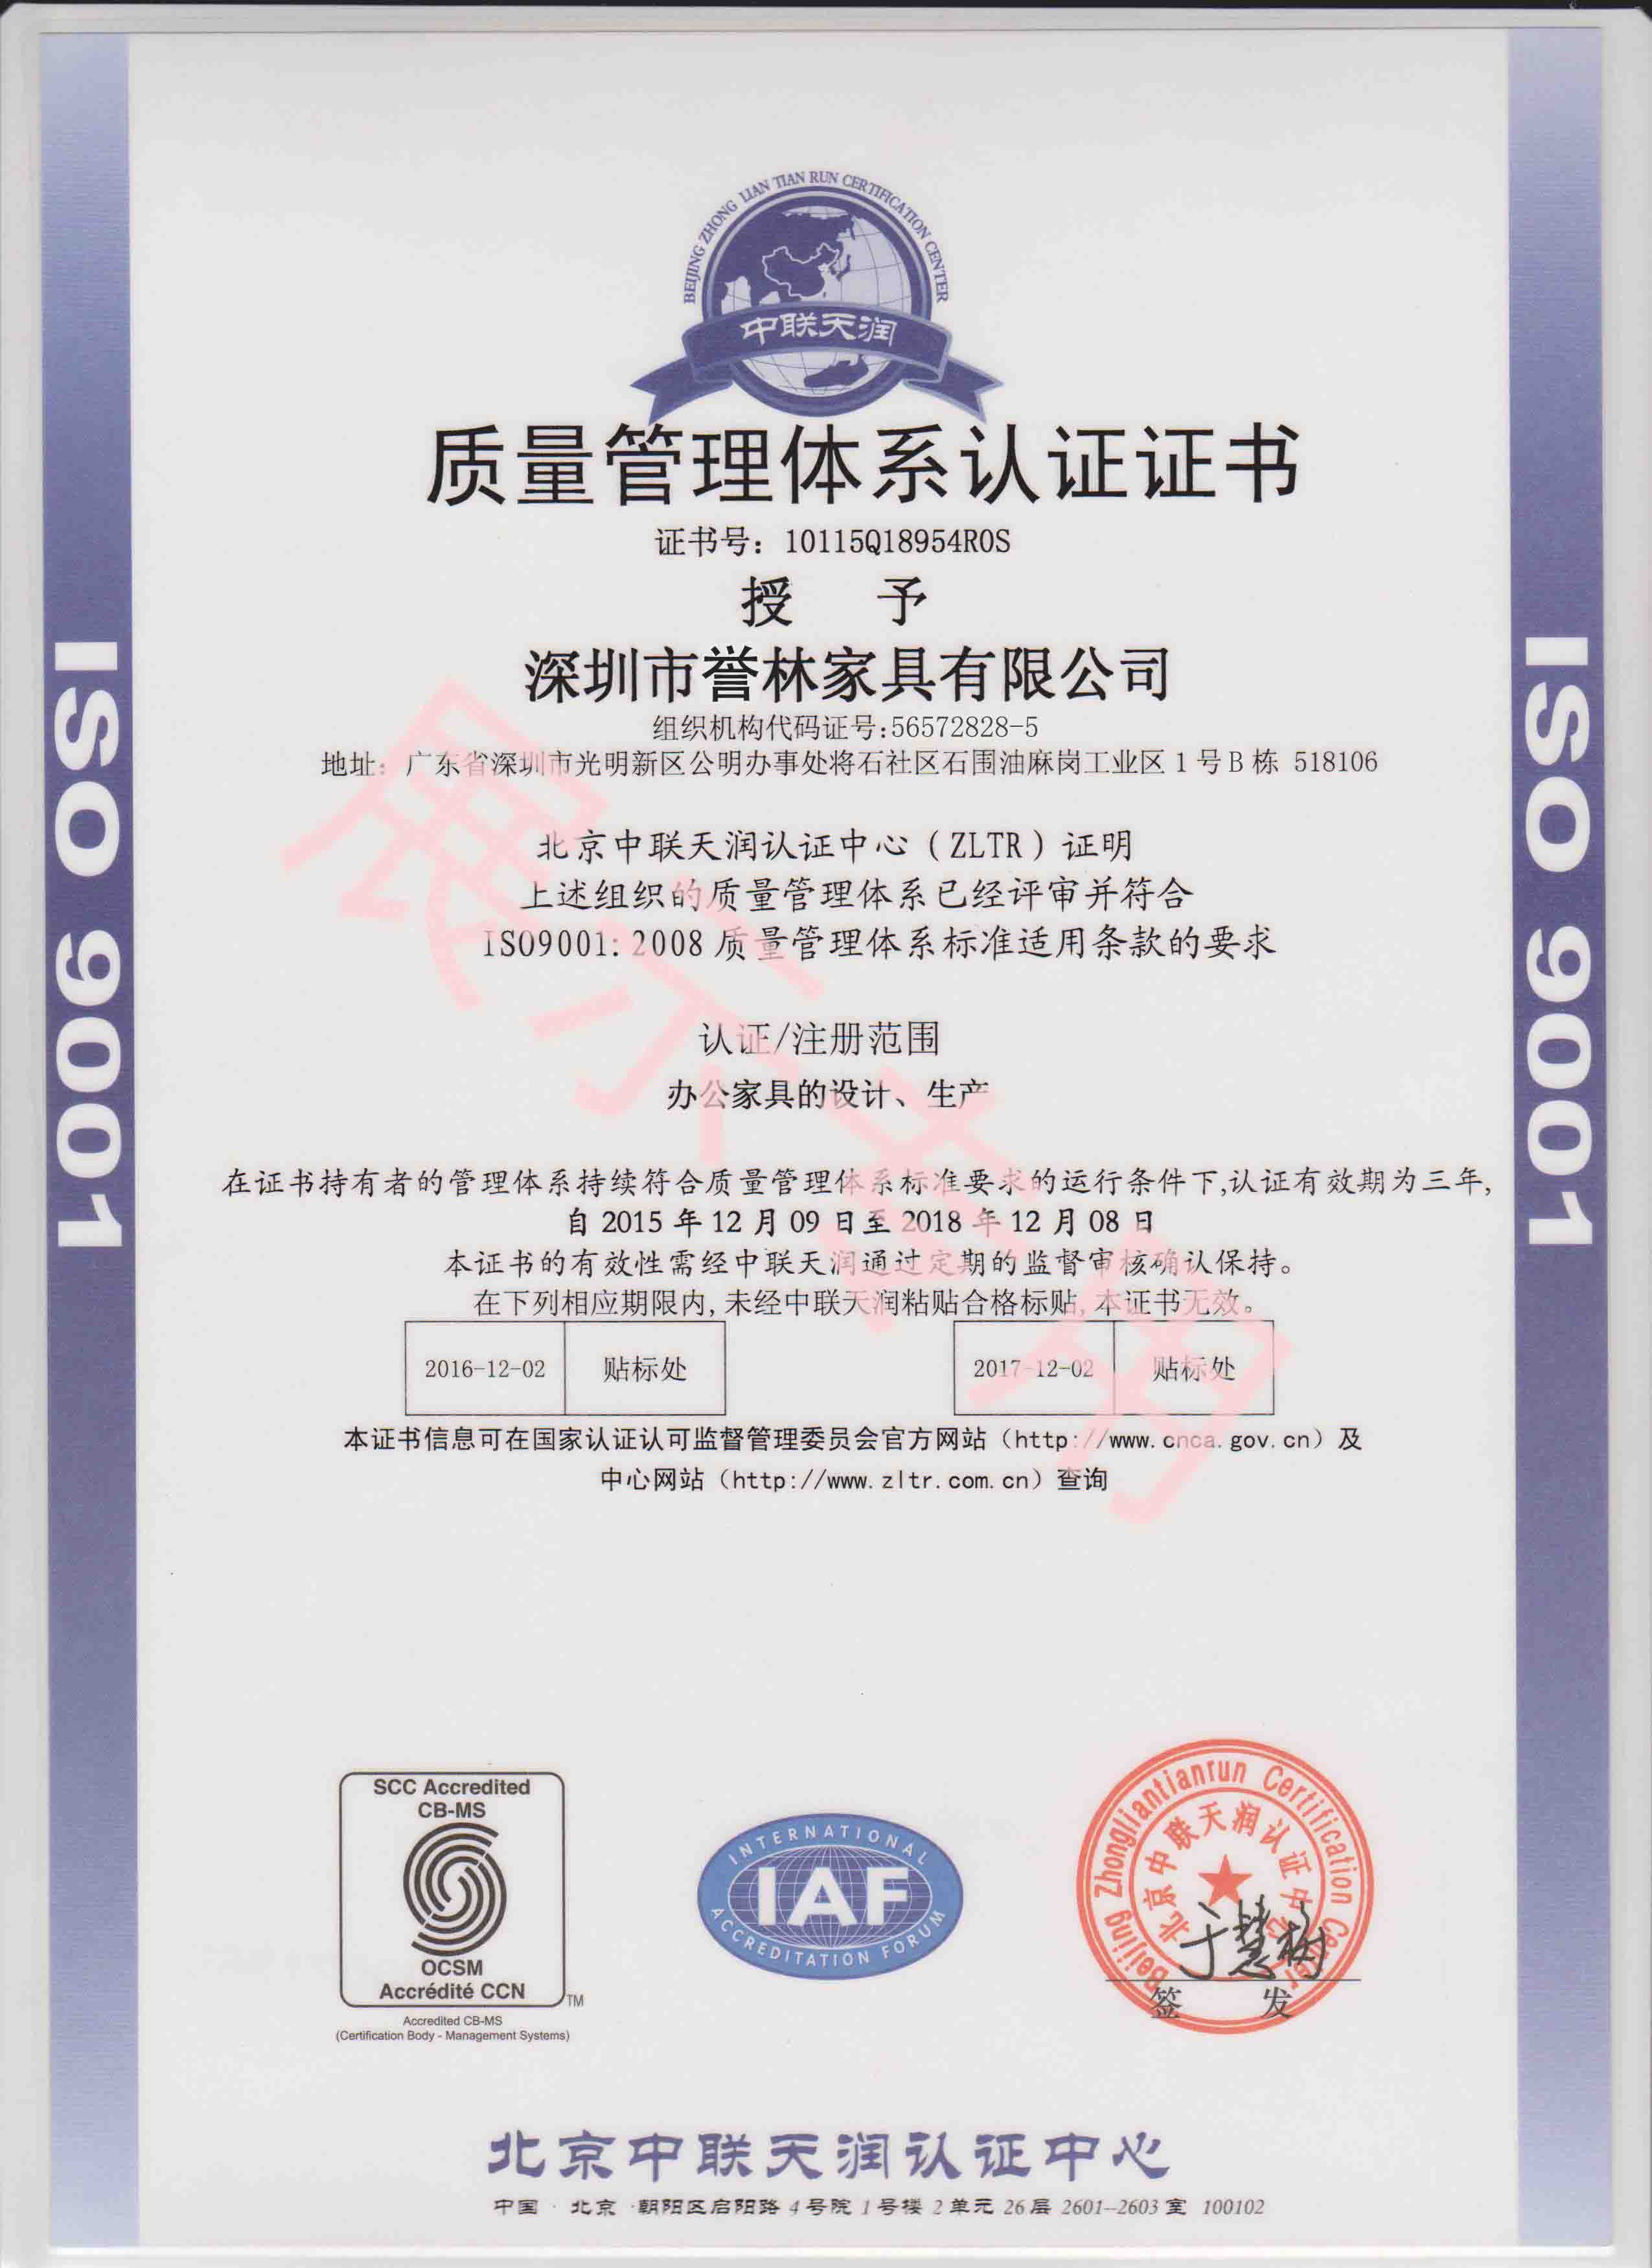 BEIJING ZHONG LIAN TIAN RUN CERTIFICATION CENTER
中联天润
质量管理体系认证证书
证书号：10115Q18954R0S
授 予
深圳市誉林家具有限公司
组织机构代码证号:56572828-5
地址：广东省深圳市光明新区公明办事处将石社区石围油麻岗工业区1号B栋 518106
北京中联天润认证中心（ZLTR）证明
上述组织的质量管理体系已经评审并符合
ISO9001:2008质量管理体系标准适用条款的要求
认证/注册范围
办公家具的设计、生产
在证书持有者的管理体系持续符合质量管理体系标准要求的运行条件下,认证有效期为三年,
自2015年12月09日至2018年12月08日
本证书的有效性需经中联天润通过定期的监督审核确认保持。
在下列相应期限内,未经中联天润粘贴合格标贴,本证书无效。
2016-12-02 贴标处 2017-12-02 贴标处
本证书信息可在国家认证认可监督管理委员会官方网站（http://www.cnca.gov.cn）及
中心网站（http://www.zltr.com.cn）查询
ISO 9001
ISO 9001
展示专用
SCC Accredited
CB-MS
OCSM
Accrédité CCN
TM
Accredited CB-MS
(Certification Body - Management Systems)
INTERNATIONAL
IAF
ACCREDITATION FORUM
Beijing Zhongliantianrun Certification Center
北京中联天润认证中心
于慧梅
签 发
北京中联天润认证中心
中国·北京·朝阳区启阳路4号院1号楼2单元26层2601—2603室 100102